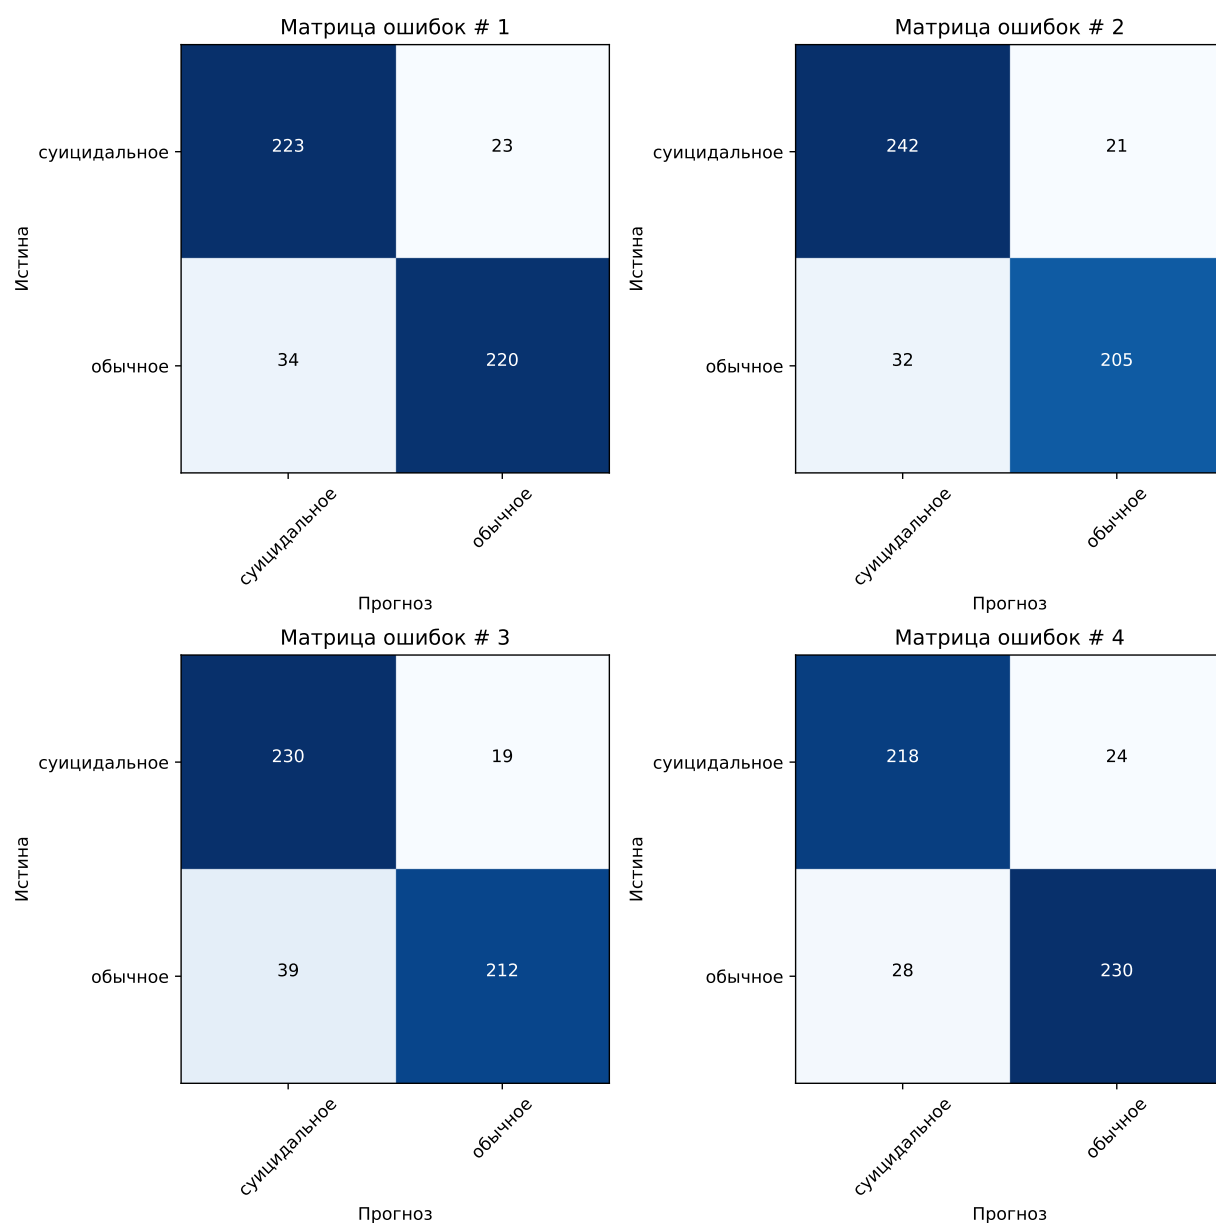 Матрица ошибок # 1
суицидальное
223
23
обычное
34
220
Истина
суицидальное
обычное
Прогноз
Матрица ошибок # 2
суицидальное
242
21
обычное
32
205
Истина
суицидальное
обычное
Прогноз
Матрица ошибок # 3
суицидальное
230
19
обычное
39
212
Истина
суицидальное
обычное
Прогноз
Матрица ошибок # 4
суицидальное
218
24
обычное
28
230
Истина
суицидальное
обычное
Прогноз